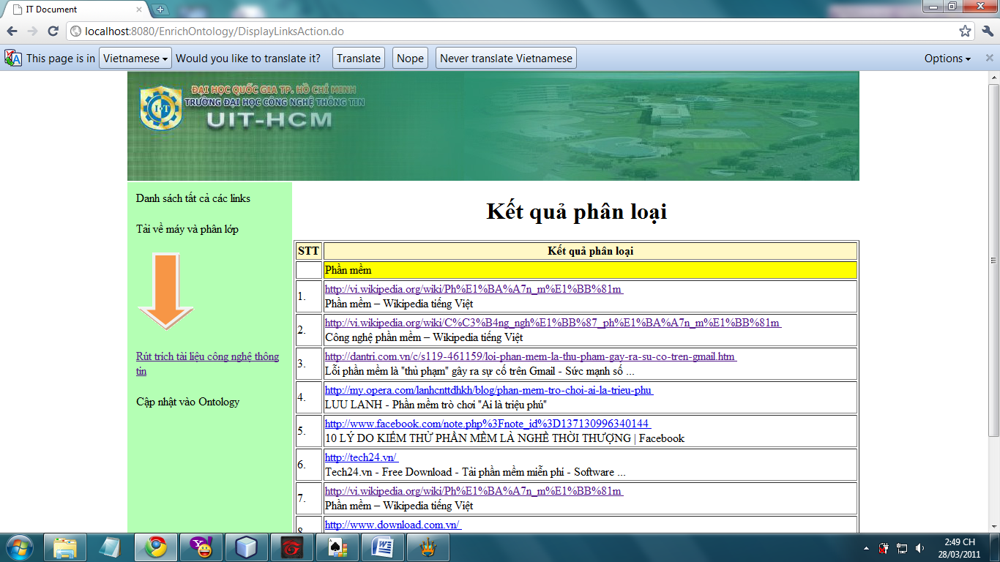 IT Document
localhost:8080/EnrichOntology/DisplayLinksAction.do
This page is in Vietnamese Would you like to translate it? Translate Nope Never translate Vietnamese Options
ĐẠI HỌC QUỐC GIA TP. HỒ CHÍ MINH
TRƯỜNG ĐẠI HỌC CÔNG NGHỆ THÔNG TIN
UIT-HCM
Danh sách tất cả các links
Tải về máy và phân lớp
Rút trích tài liệu công nghệ thông
tin
Cập nhật vào Ontology
Kết quả phân loại
STT Kết quả phân loại
Phần mềm
1. http://vi.wikipedia.org/wiki/Ph%E1%BA%A7n_m%E1%BB%81m
Phần mềm – Wikipedia tiếng Việt
2. http://vi.wikipedia.org/wiki/C%C3%B4ng_ngh%E1%BB%87_ph%E1%BA%A7n_m%E1%BB%81m
Công nghệ phần mềm – Wikipedia tiếng Việt
3. http://dantri.com.vn/c/s119-461159/loi-phan-mem-la-thu-pham-gay-ra-su-co-tren-gmail.htm
Lỗi phần mềm là "thủ phạm" gây ra sự cố trên Gmail - Sức mạnh số ...
4. http://my.opera.com/lanhcnttdhkh/blog/phan-mem-tro-choi-ai-la-trieu-phu
LUU LANH - Phần mềm trò chơi "Ai là triệu phú"
5. http://www.facebook.com/note.php%3Fnote_id%3D137130996340144
10 LÝ DO KIỂM THỬ PHẦN MỀM LÀ NGHỀ THỜI THƯỢNG | Facebook
6. http://tech24.vn/
Tech24.vn - Free Download - Tải phần mềm miễn phí - Software ...
7. http://vi.wikipedia.org/wiki/Ph%E1%BA%A7n_m%E1%BB%81m
Phần mềm – Wikipedia tiếng Việt
8. http://www.download.com.vn/
2:49 CH
28/03/2011